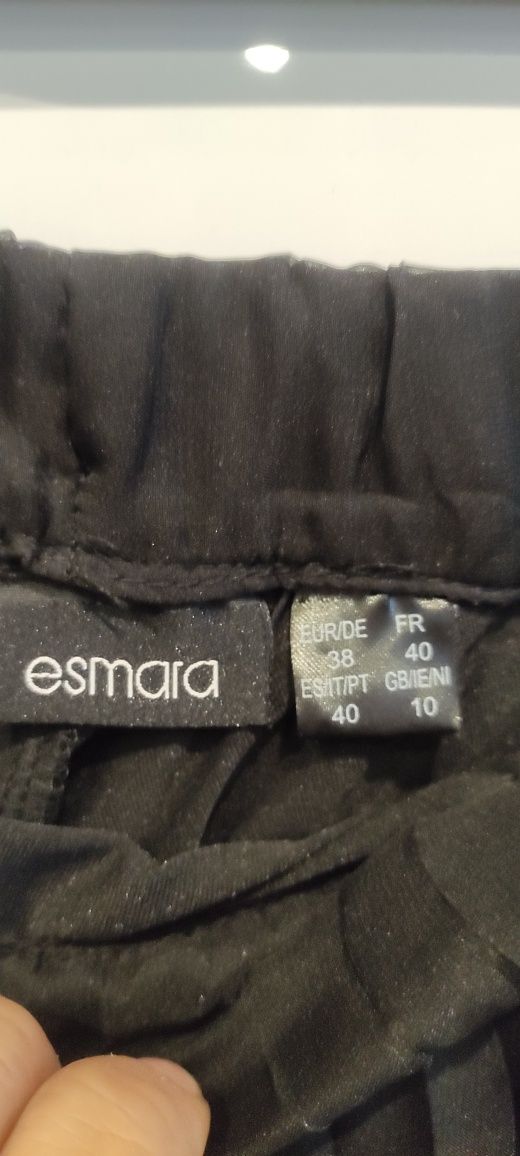 esmara
EUR/DE FR
38 40
ES/IT/PT GB/IE/NI
40 10